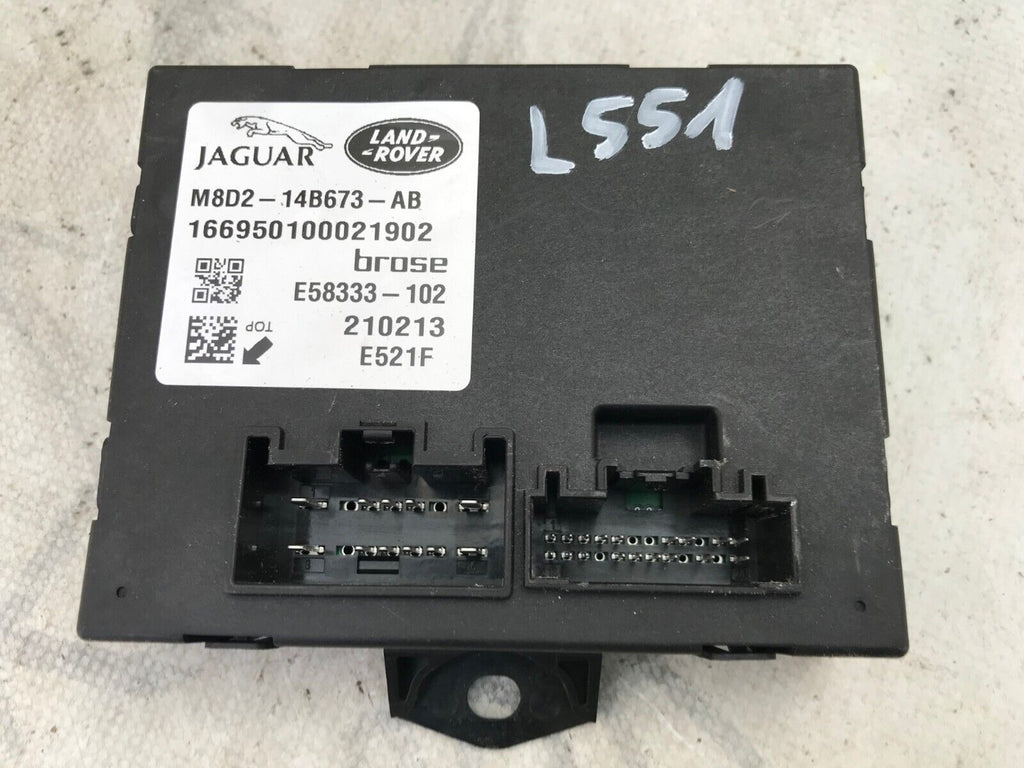 L551
JAGUAR
LAND-
-ROVER
M8D2-14B673-AB
166950100021902
brose
E58333-102
TOP
210213
E521F